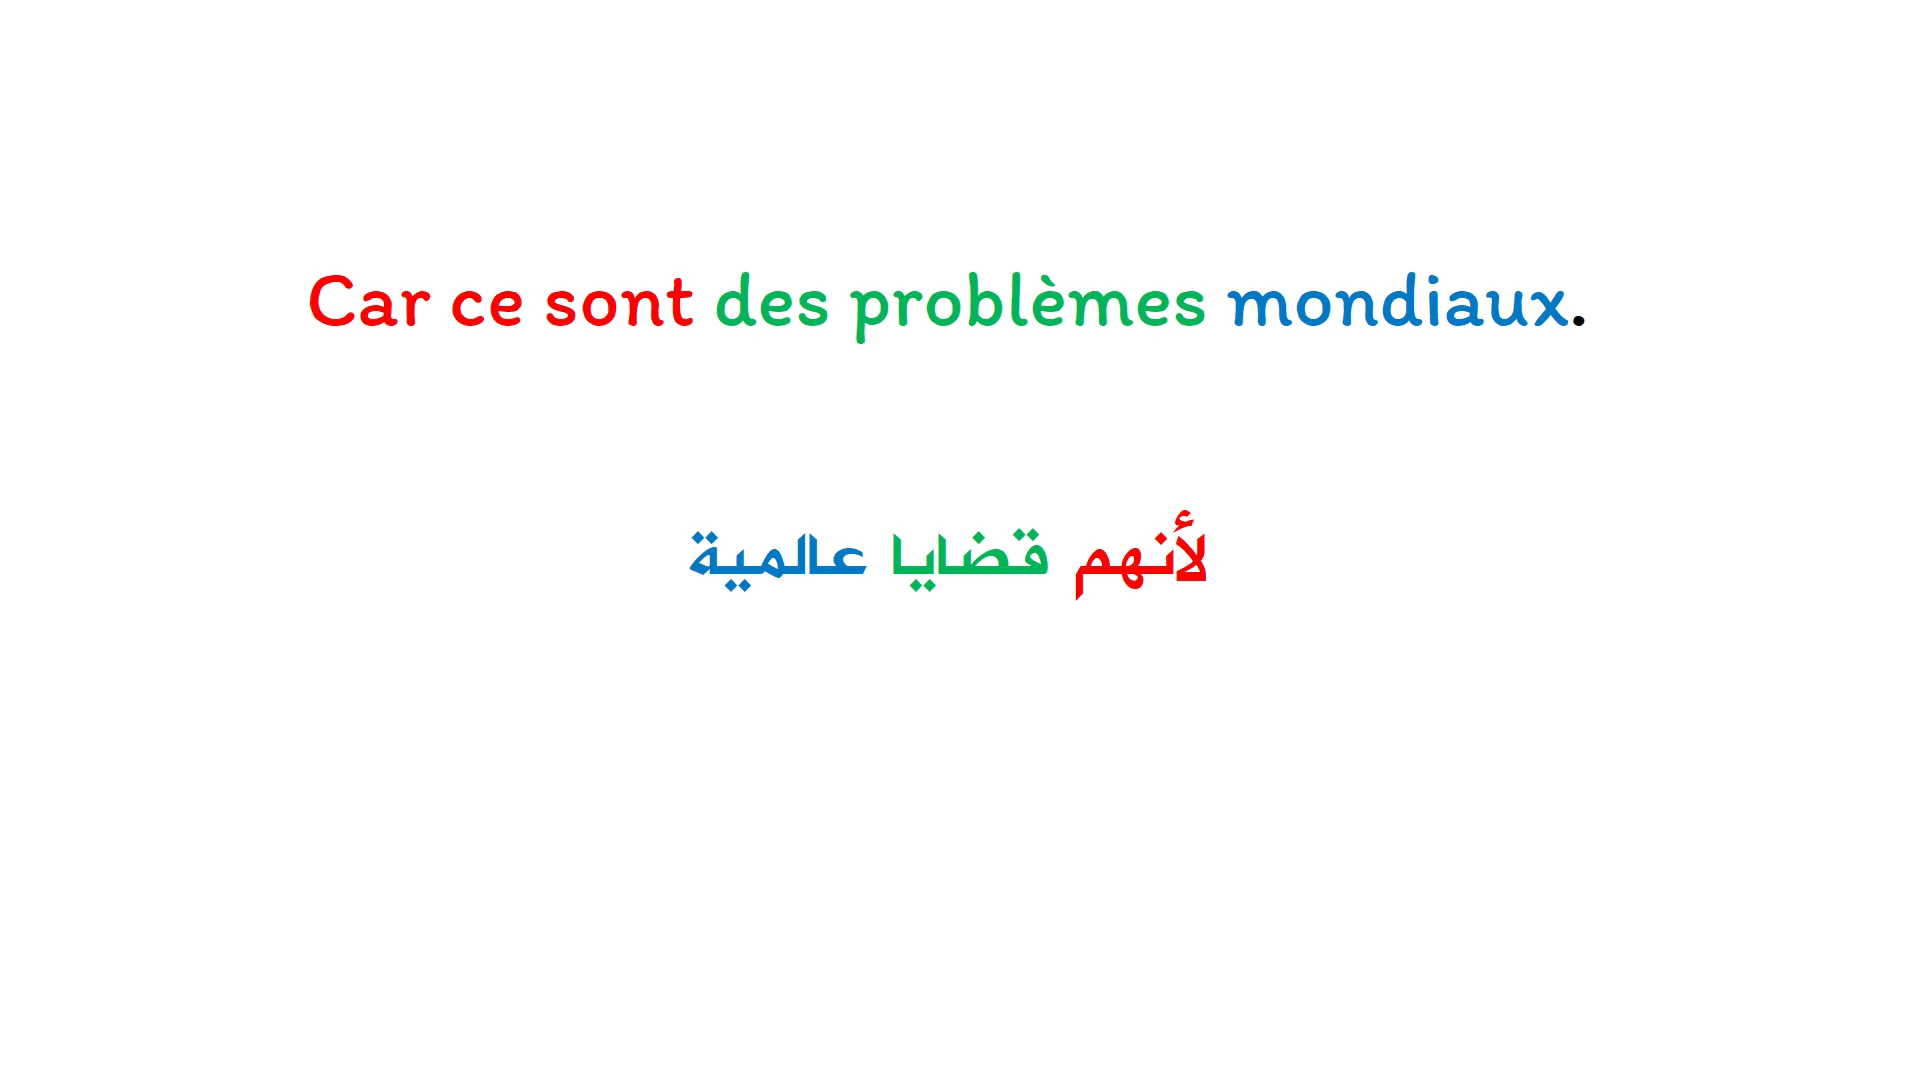 Car ce sont des problèmes mondiaux.
لأنهم قضايا عالمية